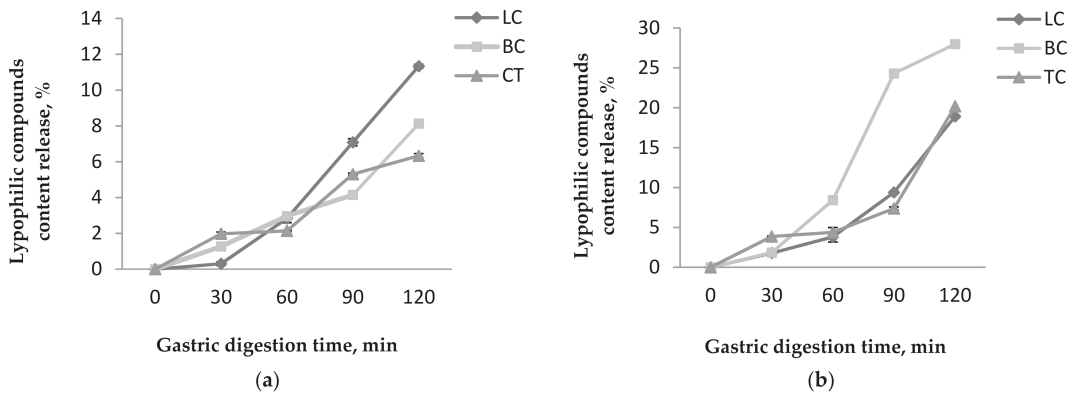 Lypophilic compounds
content release, %
14
12
10
8
6
4
2
0
0 30 60 90 120
Gastric digestion time, min
LC
BC
CT
(a)
Lypophilic compounds
content release, %
30
25
20
15
10
5
0
0 30 60 90 120
Gastric digestion time, min
LC
BC
TC
(b)